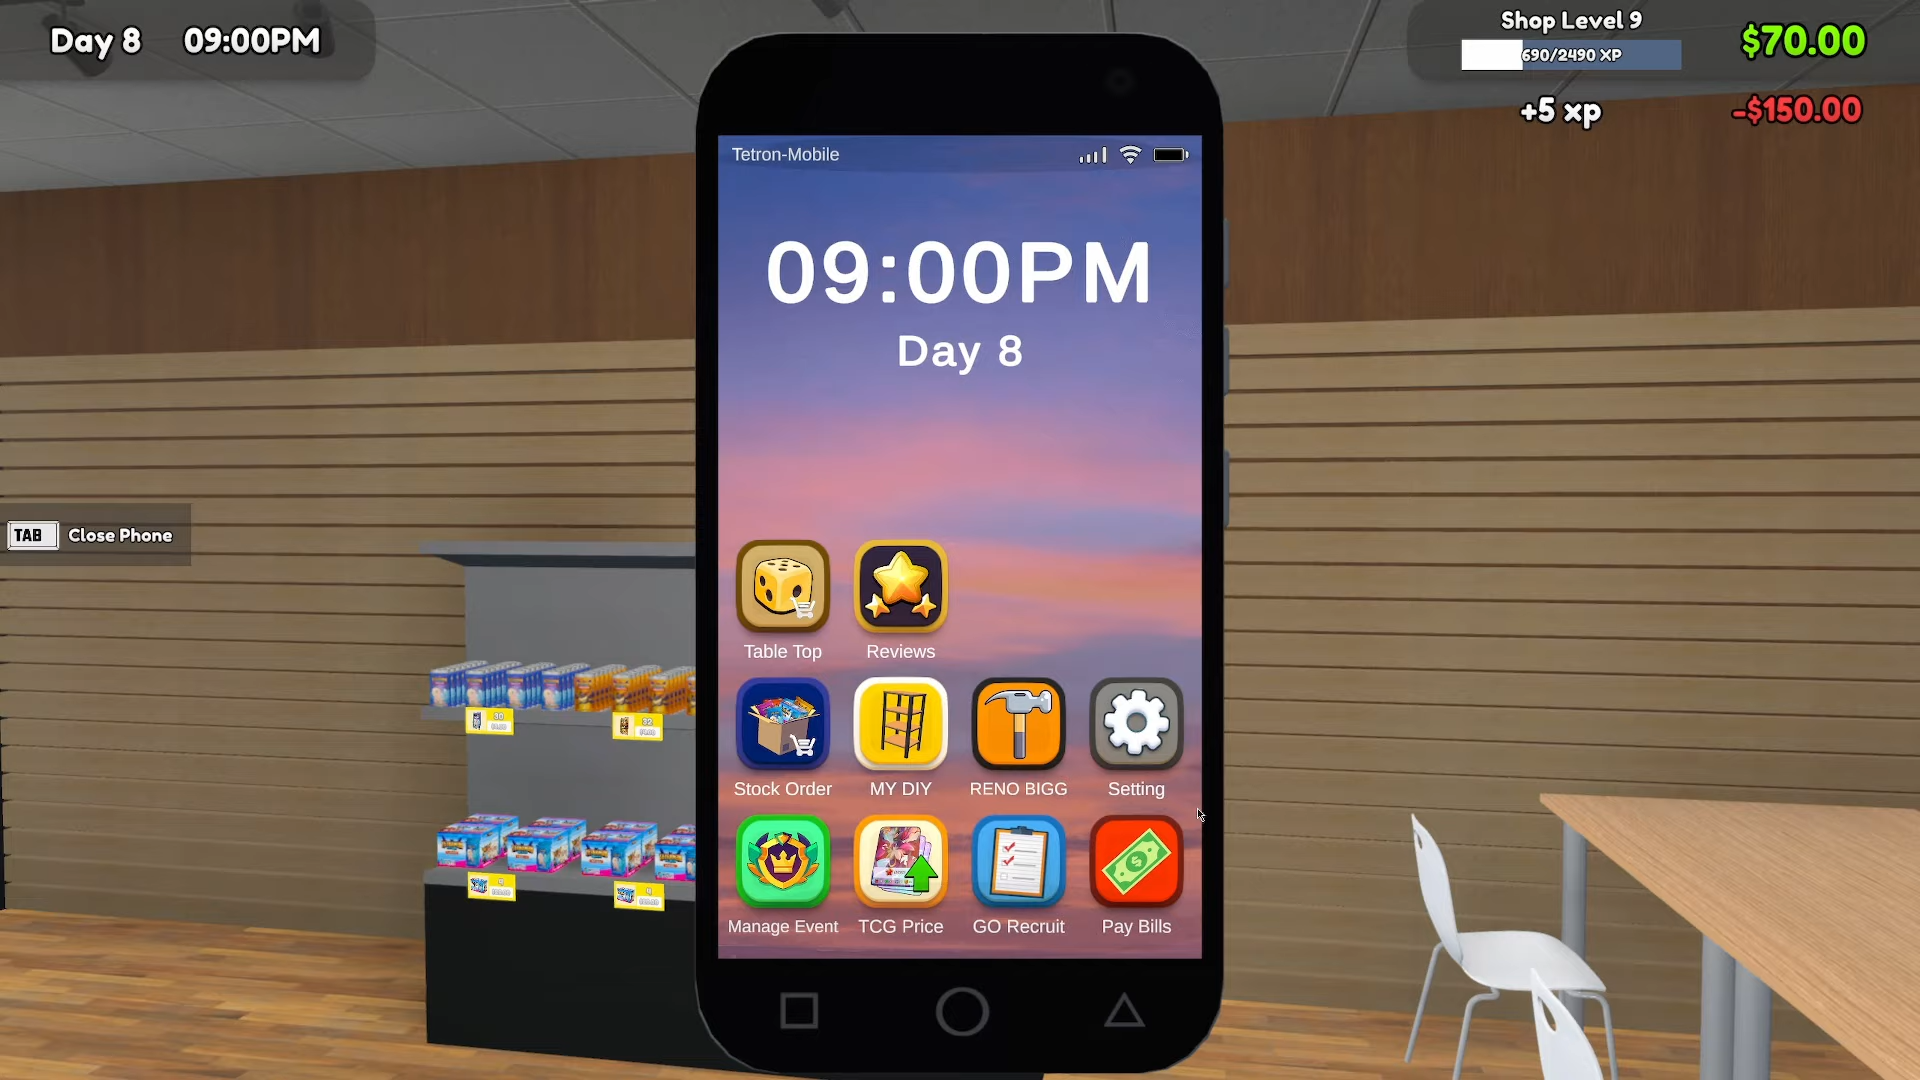 Day 8 09:00PM
Shop Level 9
690/2490 XP
$70.00
+5 xp
-$150.00
Tetron-Mobile
09:00PM
Day 8
TAB Close Phone
Table Top Reviews
Stock Order MY DIY RENO BIGG Setting
Manage Event TCG Price GO Recruit Pay Bills
30
32